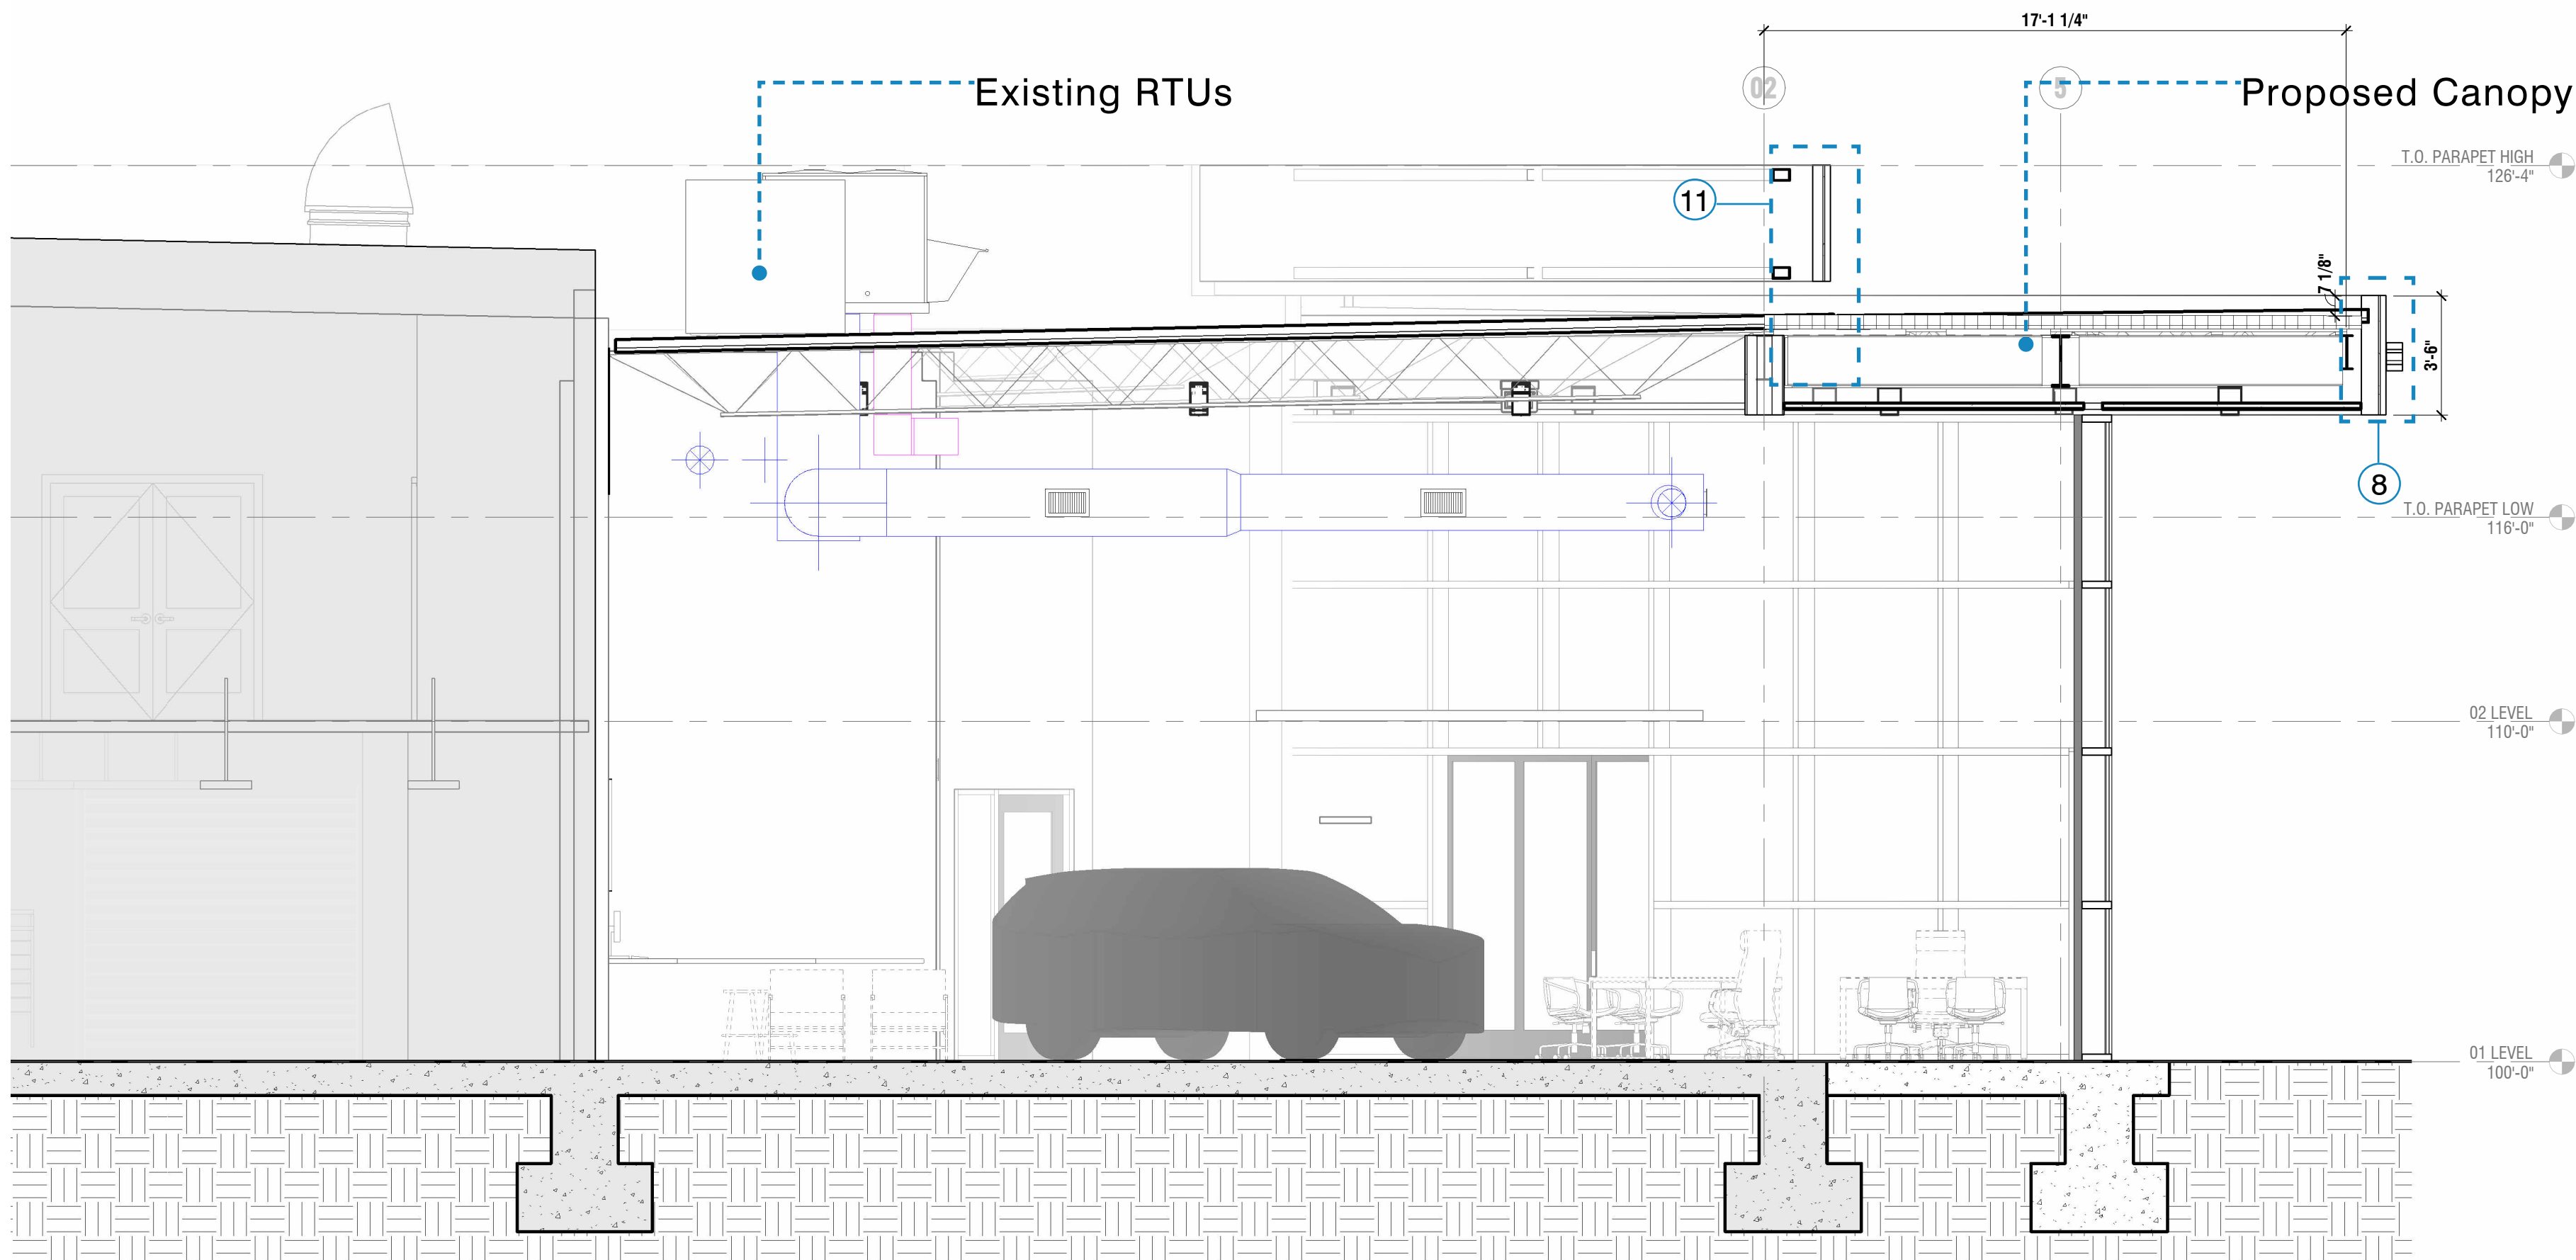 17'-1 1/4"
Existing RTUs
02
5
Proposed Canopy
T.O. PARAPET HIGH
126'-4"
11
7 1/8"
3'-6"
8
T.O. PARAPET LOW
116'-0"
02 LEVEL
110'-0"
01 LEVEL
100'-0"